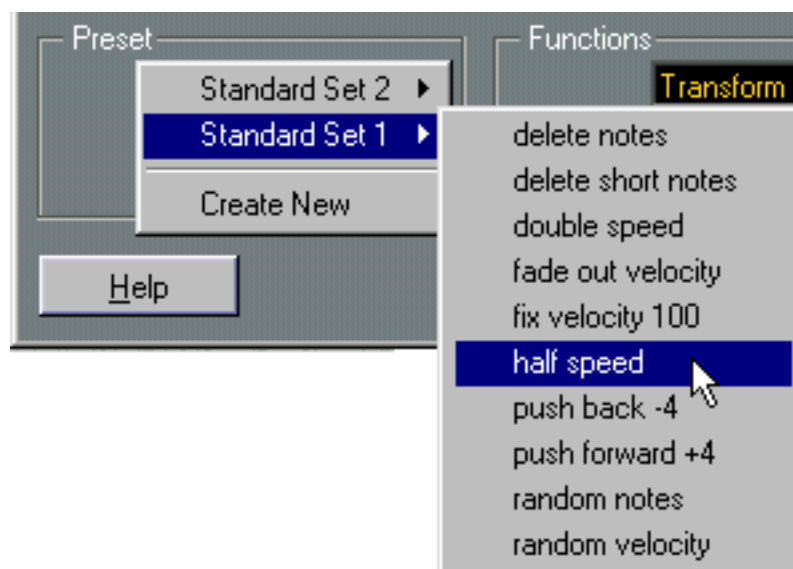 Preset
Functions
Standard Set 2
Transform
Standard Set 1
Create New
Help
delete notes
delete short notes
double speed
fade out velocity
fix velocity 100
half speed
push back -4
push forward +4
random notes
random velocity